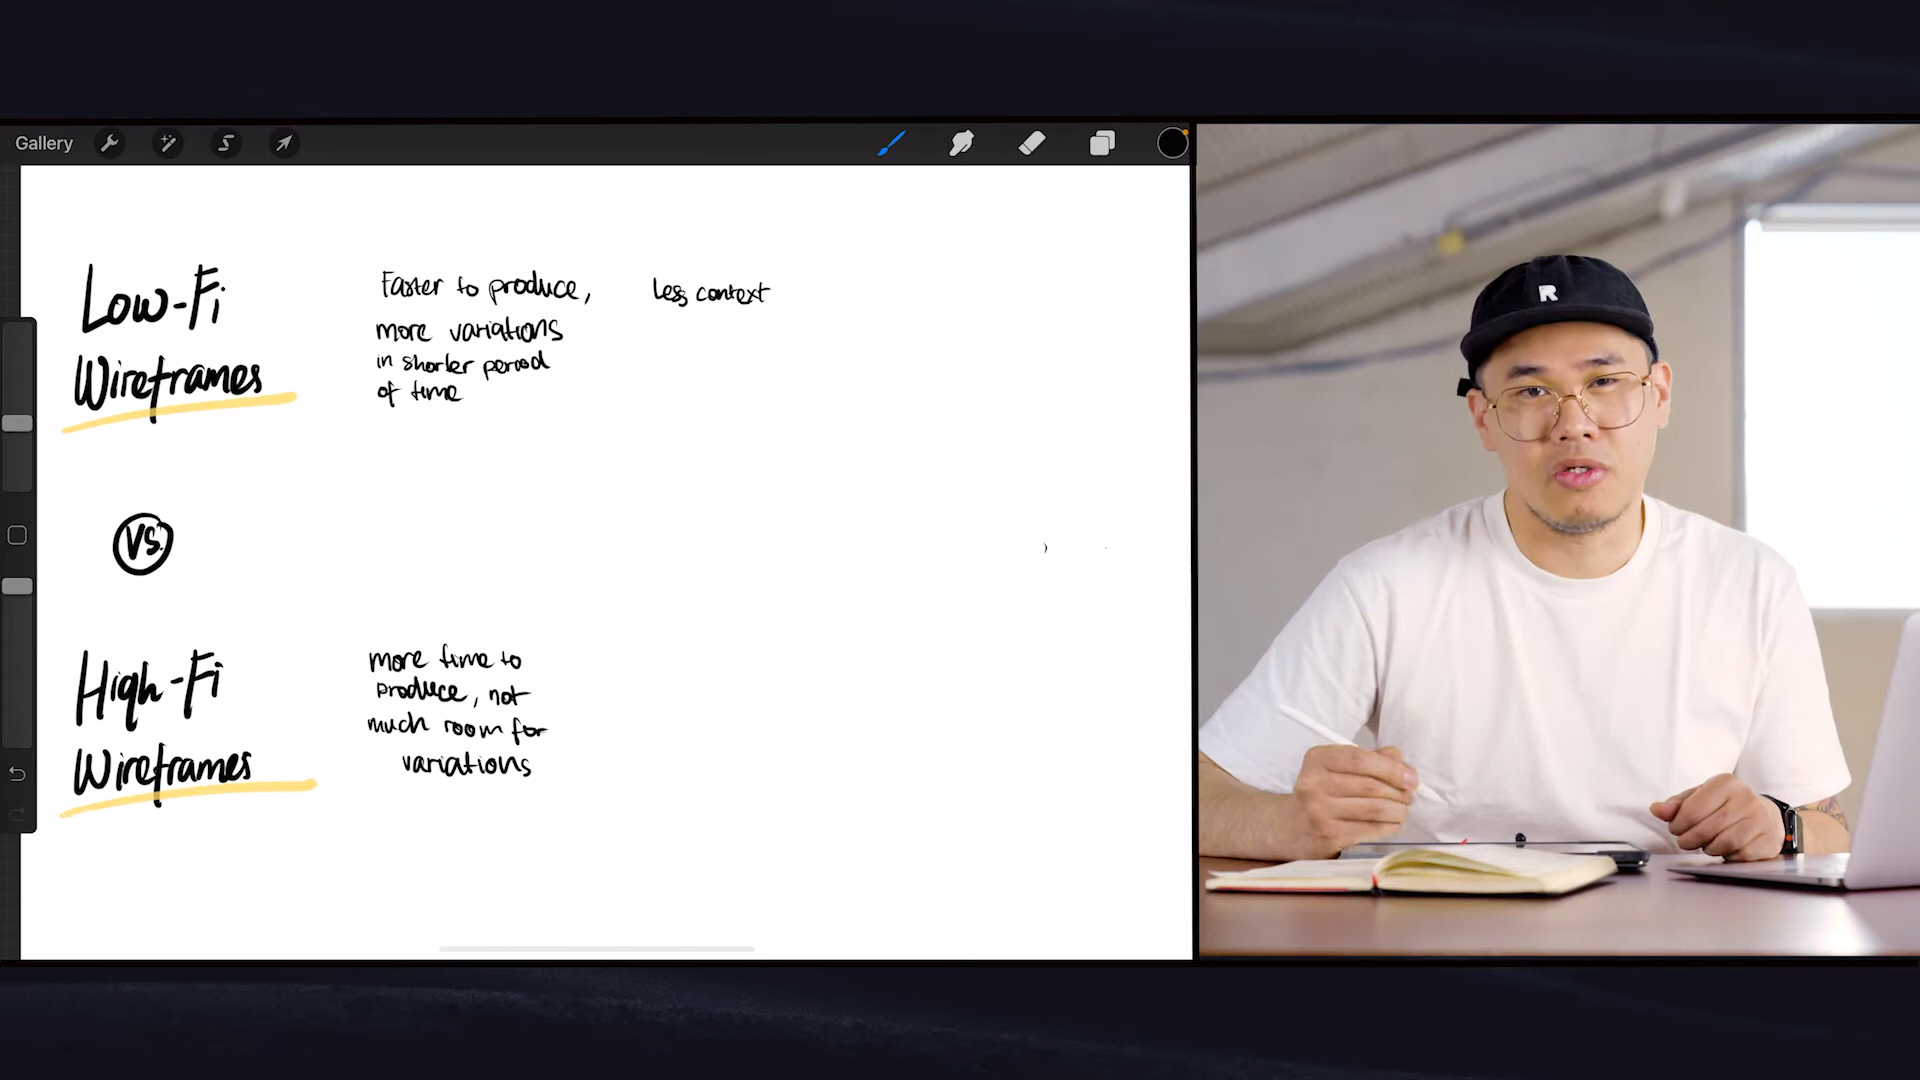 Gallery
Low-Fi
Wireframes
Faster to produce,
more variations
in shorter period
of time
Less context
VS.
High-Fi
Wireframes
more time to
produce, not
much room for
variations
R